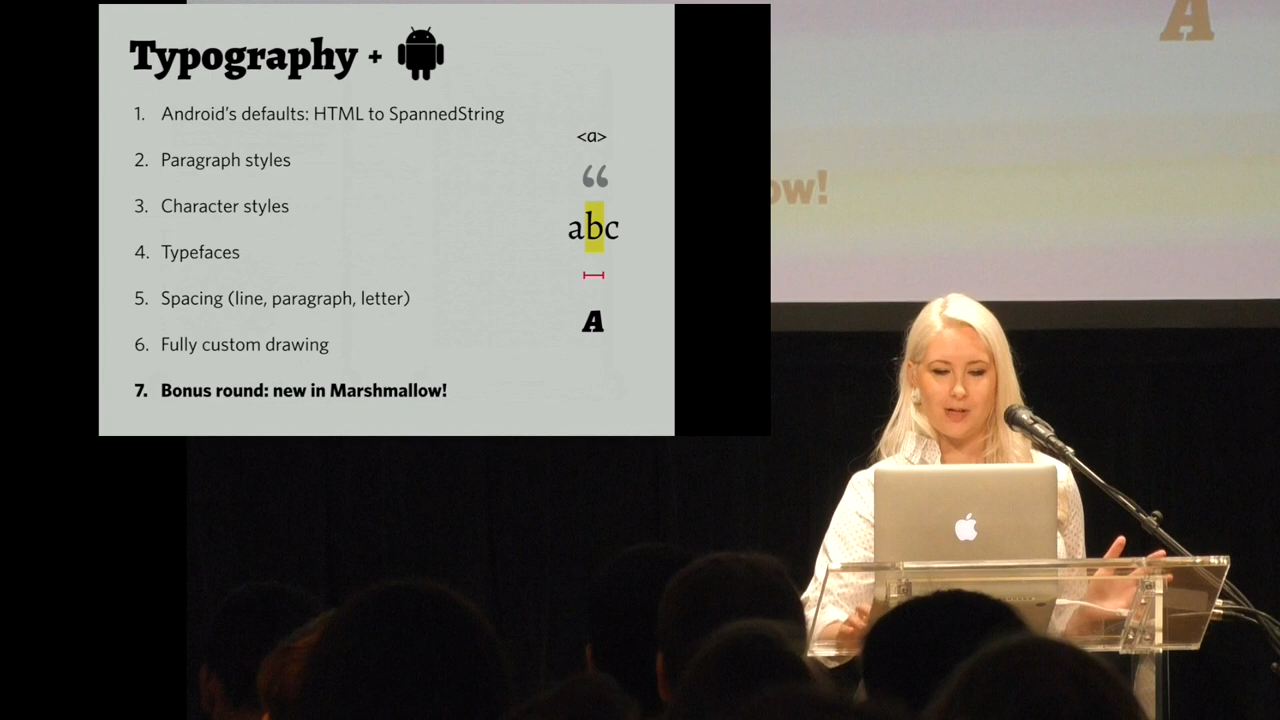 Typography +
1. Android's defaults: HTML to SpannedString
<a>
2. Paragraph styles
“
3. Character styles
abc
4. Typefaces
5. Spacing (line, paragraph, letter)
A
6. Fully custom drawing
7. Bonus round: new in Marshmallow!
A
ow!